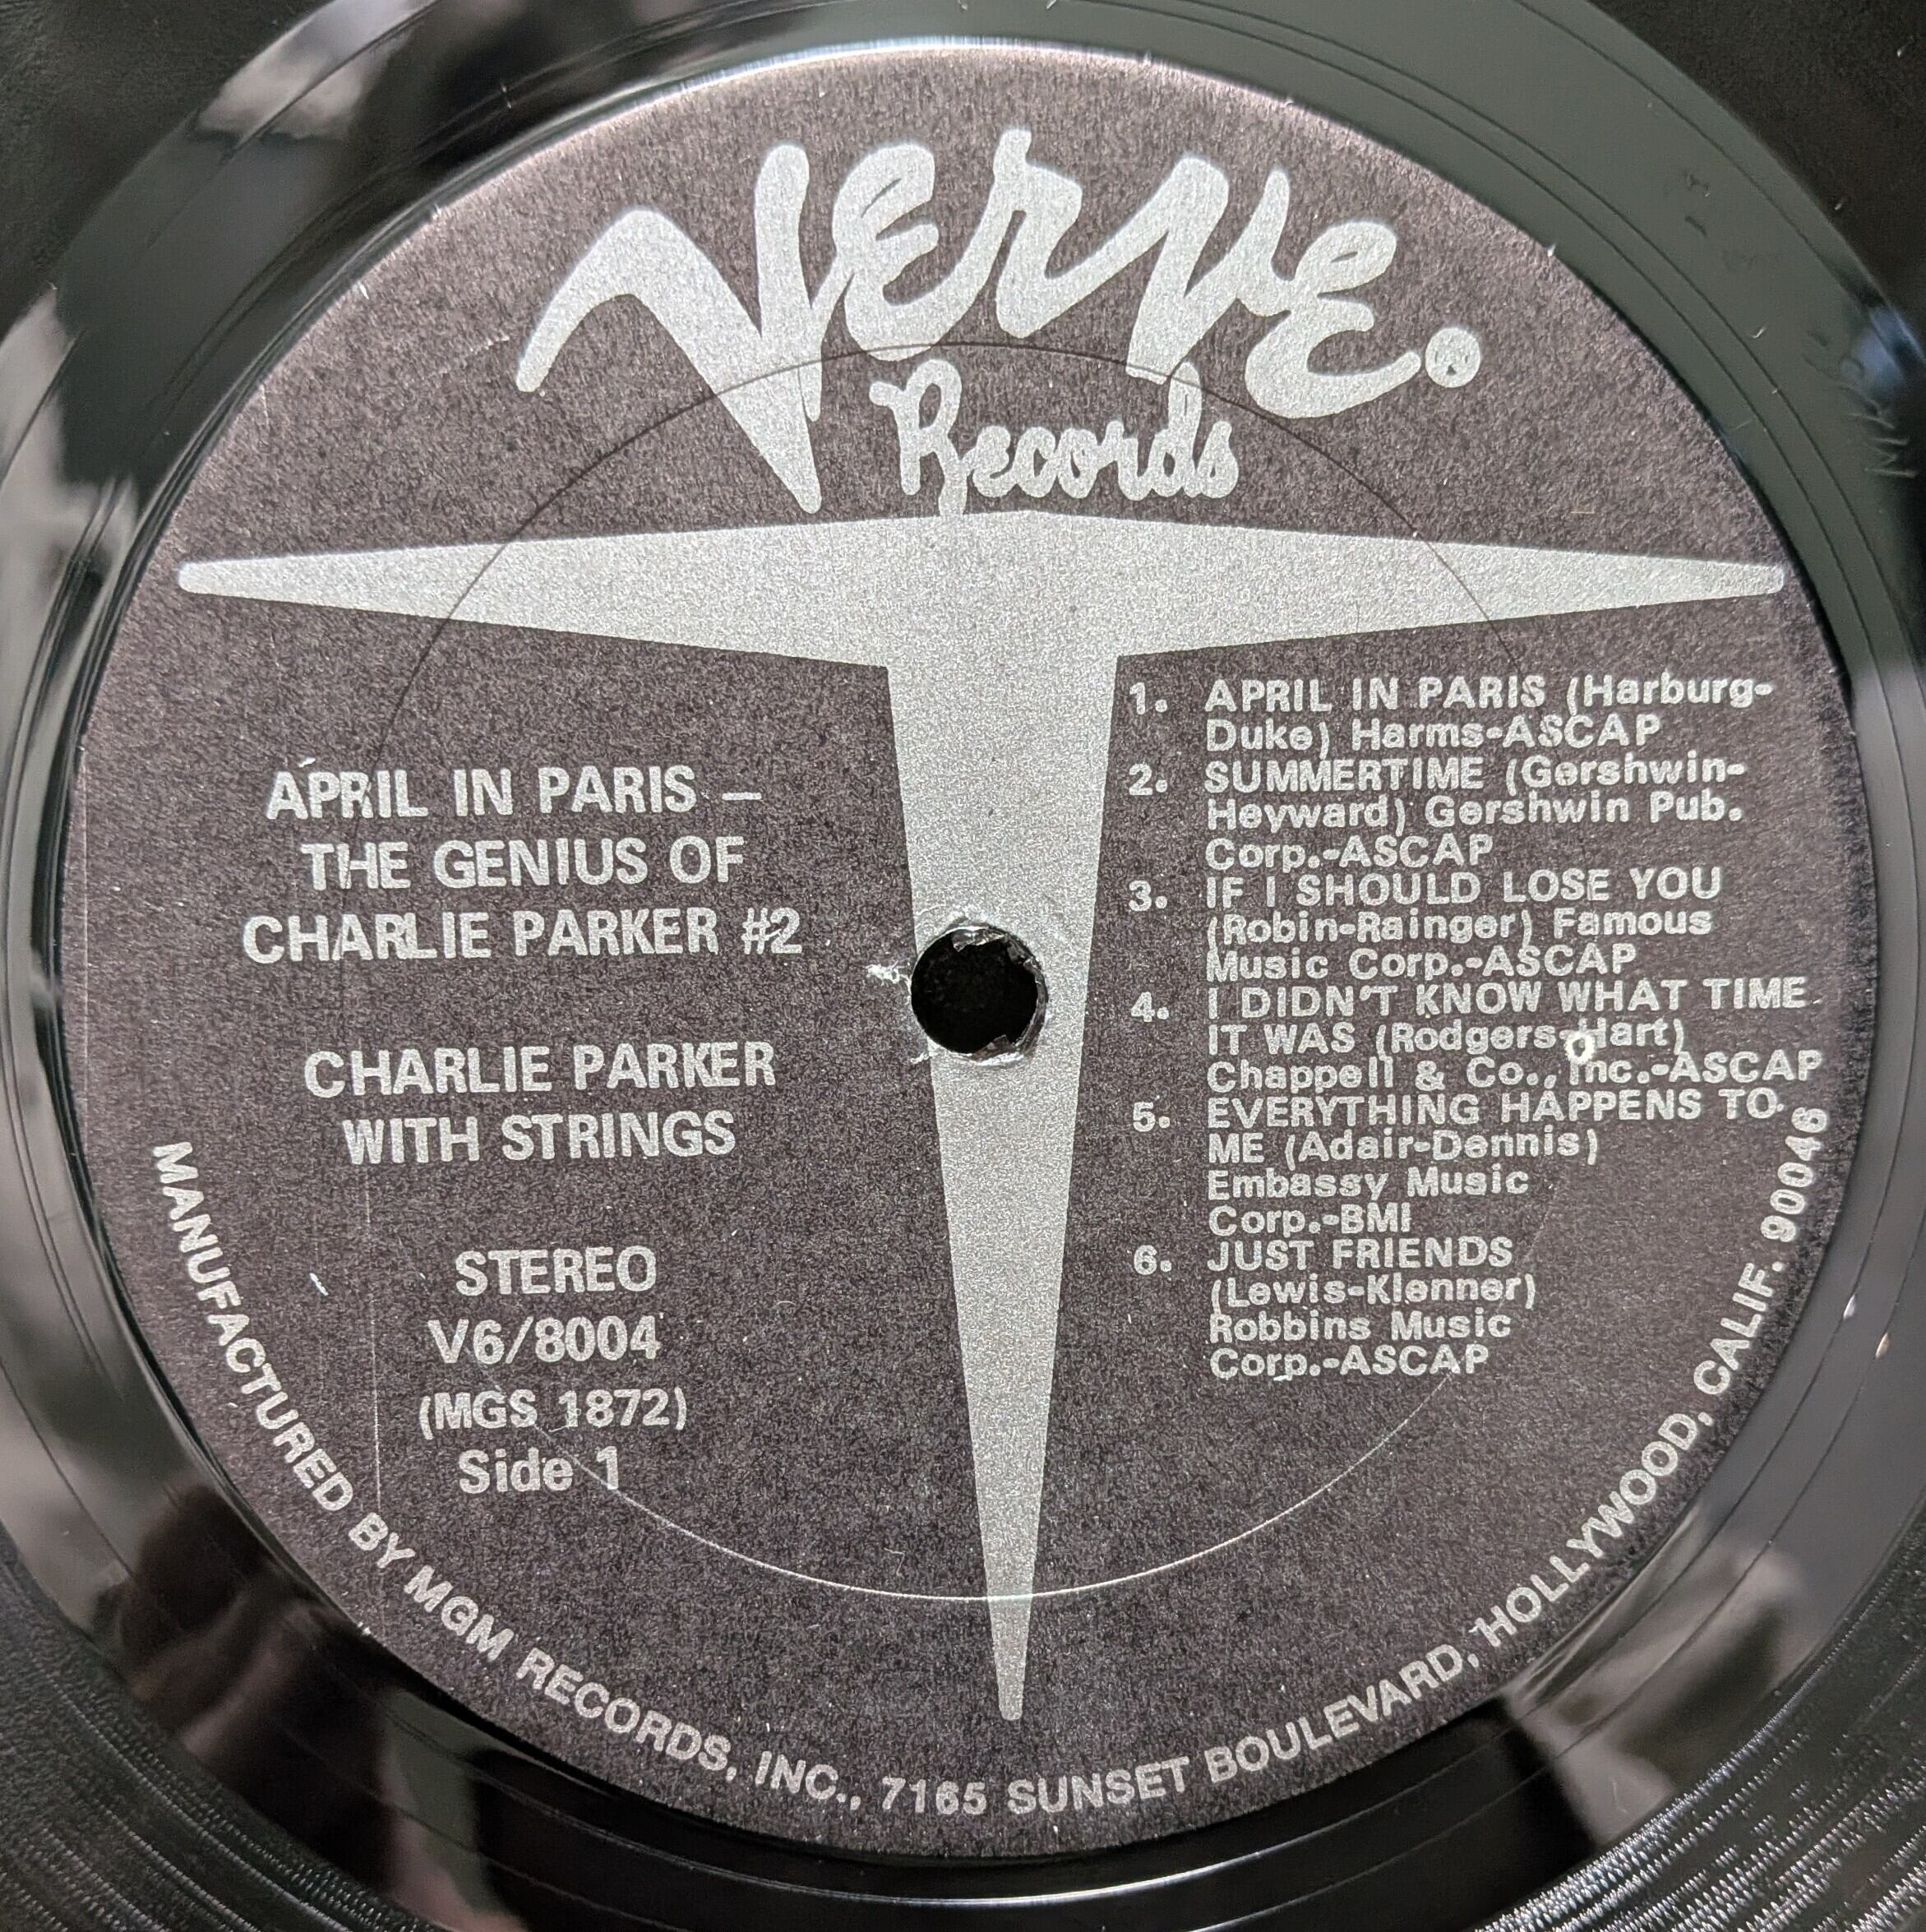 Verve®
Records
APRIL IN PARIS –
THE GENIUS OF
CHARLIE PARKER #2
CHARLIE PARKER
WITH STRINGS
STEREO
V6/8004
(MGS 1872)
Side 1
1. APRIL IN PARIS (Harburg-
Duke) Harms-ASCAP
2. SUMMERTIME (Gershwin-
Heyward) Gershwin Pub.
Corp.-ASCAP
3. IF I SHOULD LOSE YOU
(Robin-Rainger) Famous
Music Corp.-ASCAP
4. I DIDN'T KNOW WHAT TIME
IT WAS (Rodgers-Hart)
Chappell & Co., Inc.-ASCAP
5. EVERYTHING HAPPENS TO
ME (Adair-Dennis)
Embassy Music
Corp.-BMI
6. JUST FRIENDS
(Lewis-Klenner)
Robbins Music
Corp.-ASCAP
MANUFACTURED BY MGM RECORDS, INC., 7165 SUNSET BOULEVARD, HOLLYWOOD, CALIF. 90046